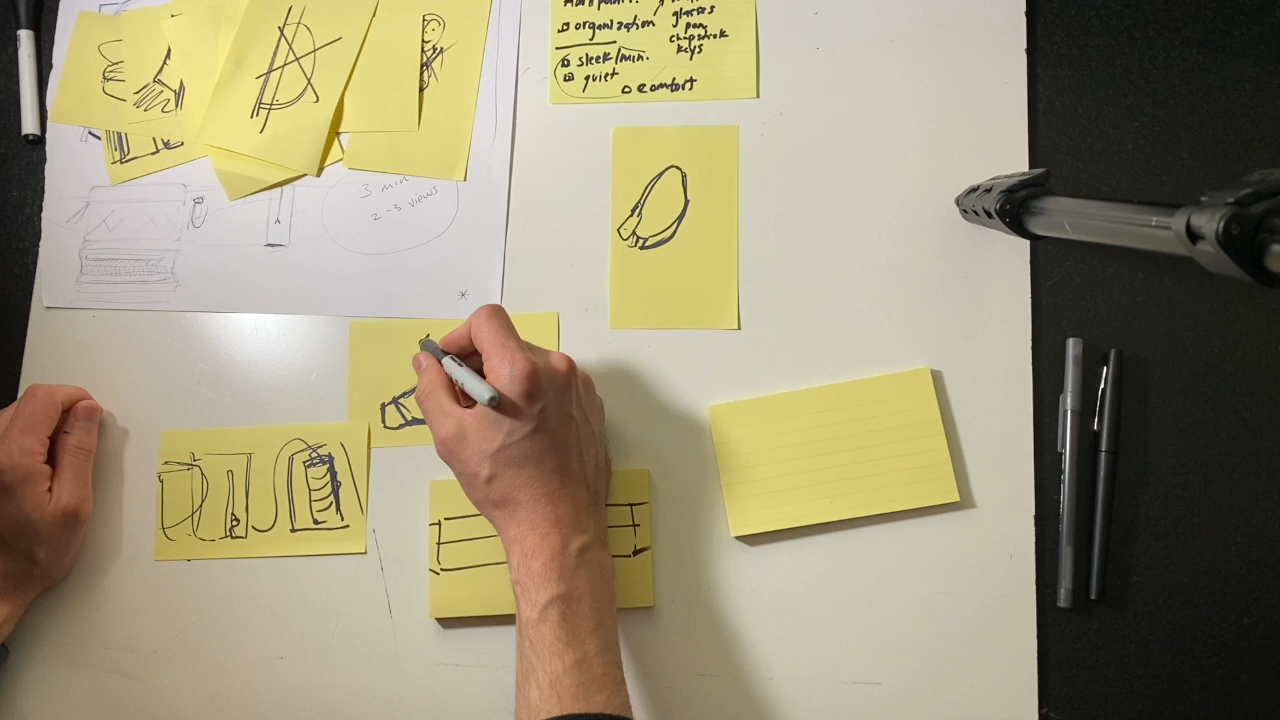 organization
glasses
pen
chapstick
keys
sleek/min.
quiet
comfort
3 min
2-3 views